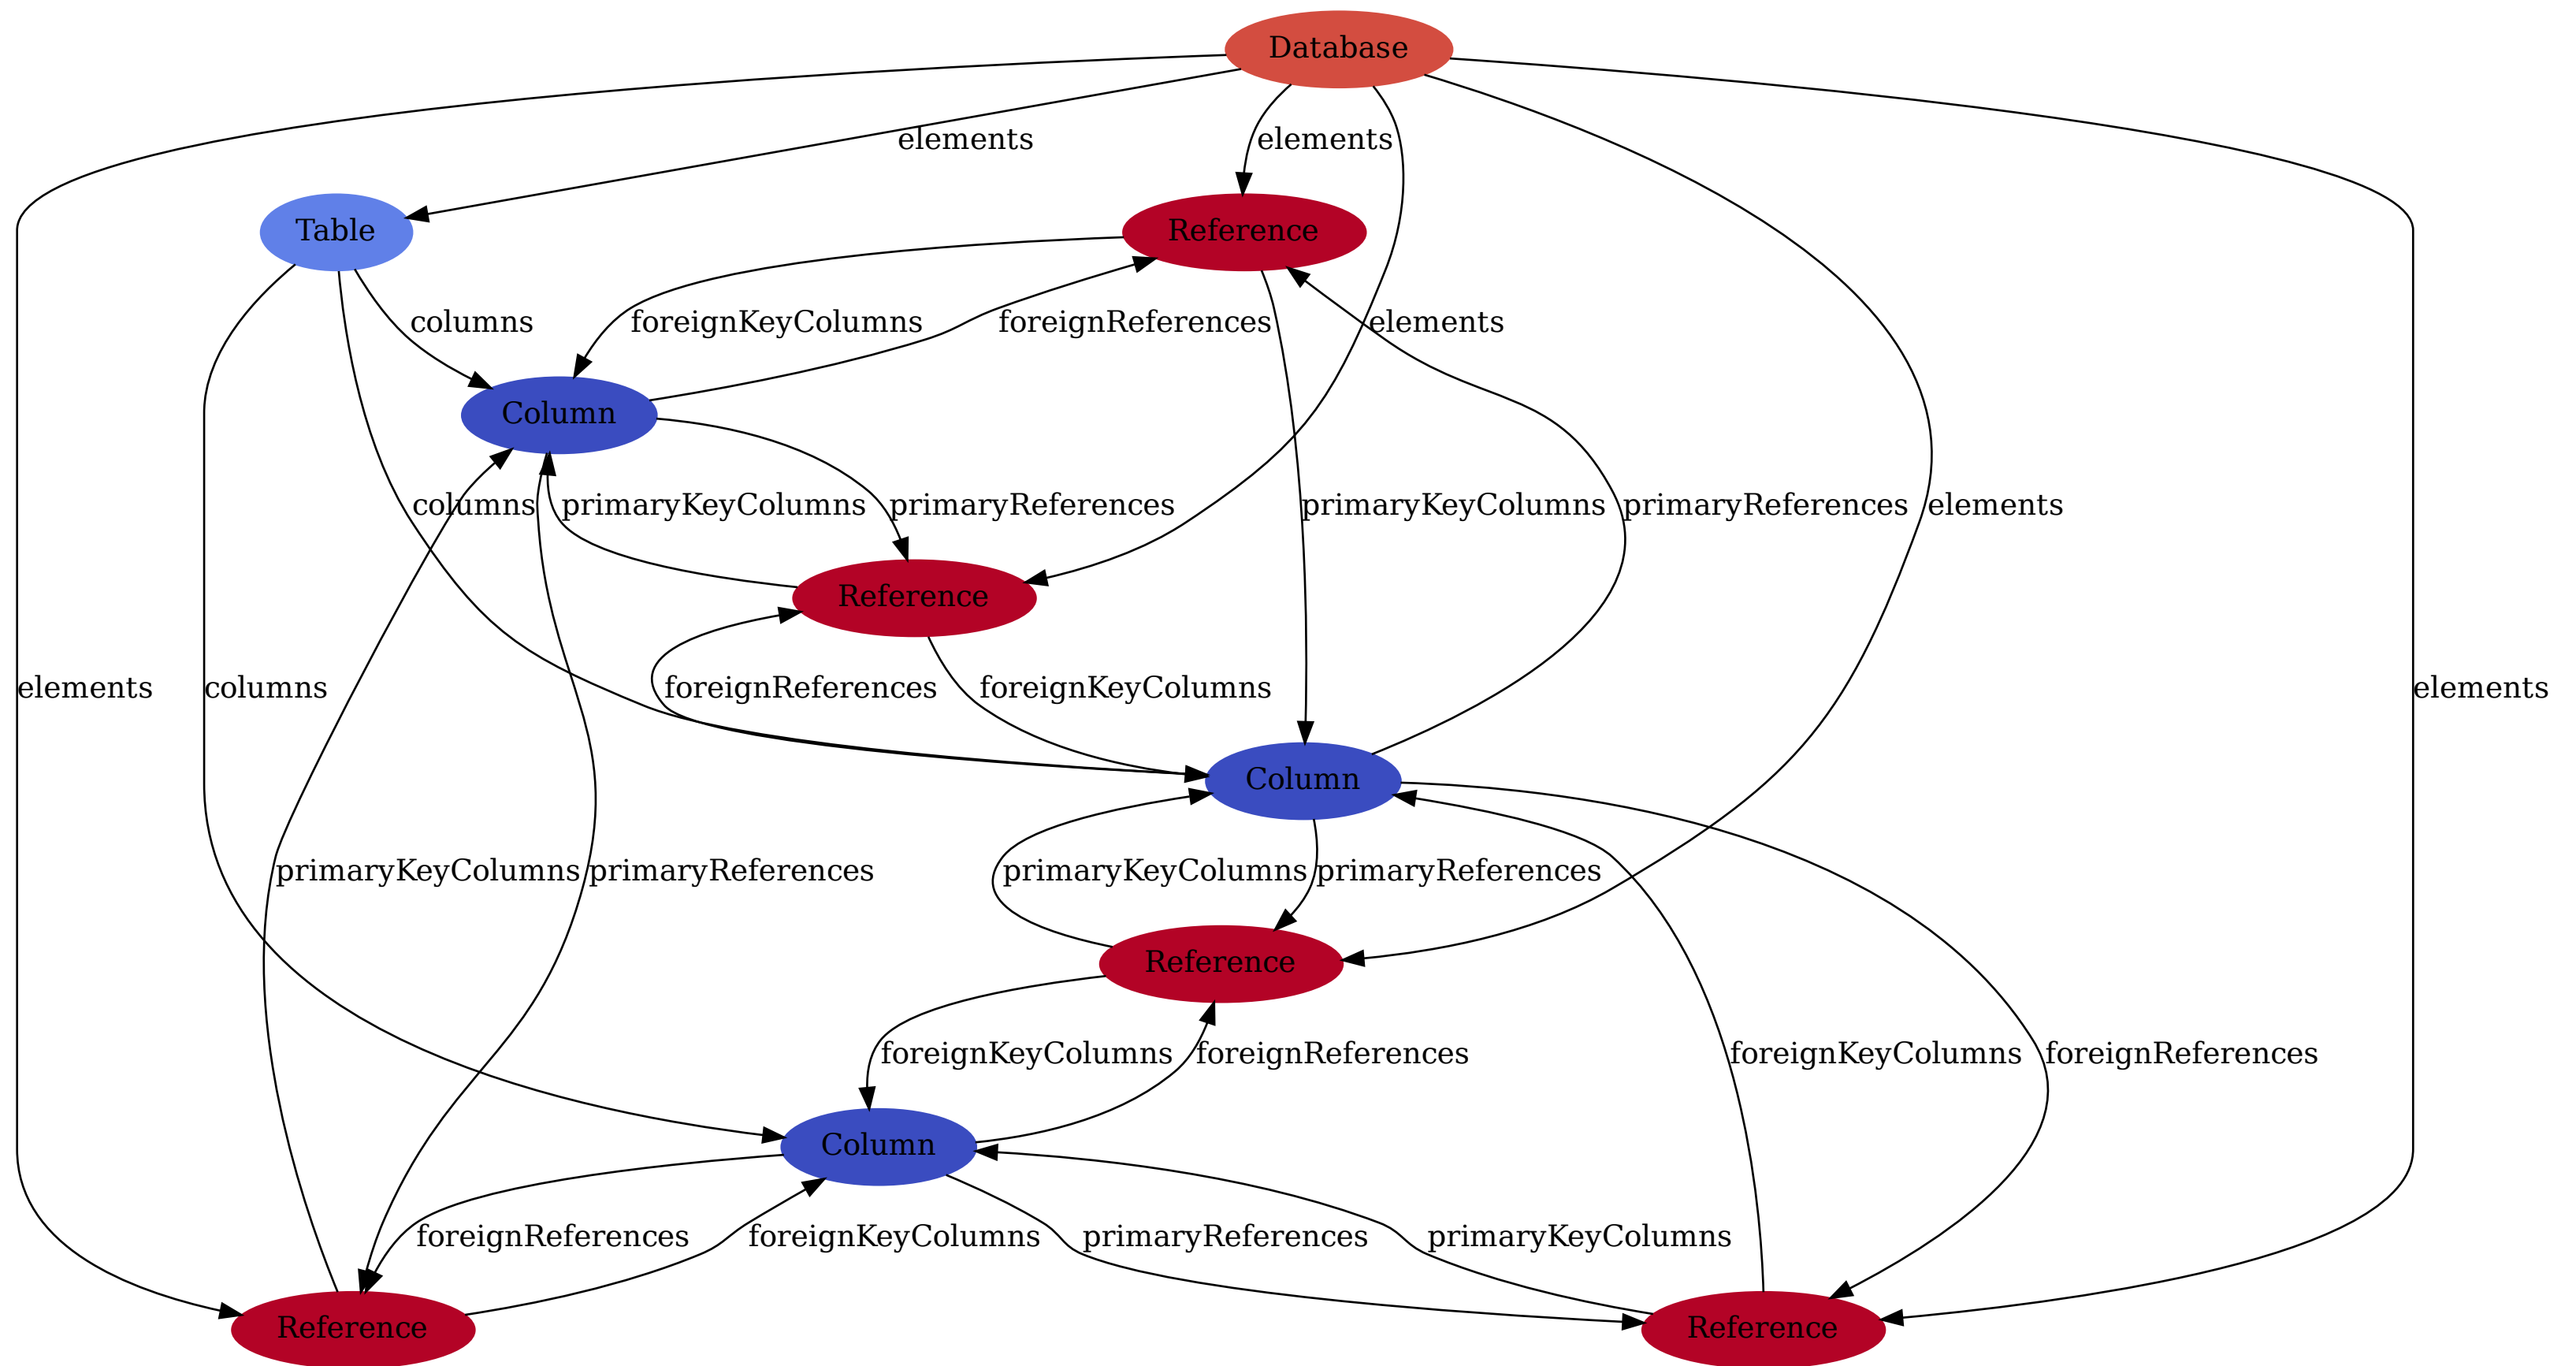 Database
elements
elements
Table
Reference
columns
foreignKeyColumns
foreignReferences
elements
Column
columns
primaryKeyColumns
primaryReferences
primaryKeyColumns
primaryReferences
elements
Reference
elements
columns
foreignReferences
foreignKeyColumns
elements
Column
primaryKeyColumns
primaryReferences
primaryKeyColumns
primaryReferences
Reference
foreignKeyColumns
foreignReferences
foreignKeyColumns
foreignReferences
Column
foreignReferences
foreignKeyColumns
primaryReferences
primaryKeyColumns
Reference
Reference